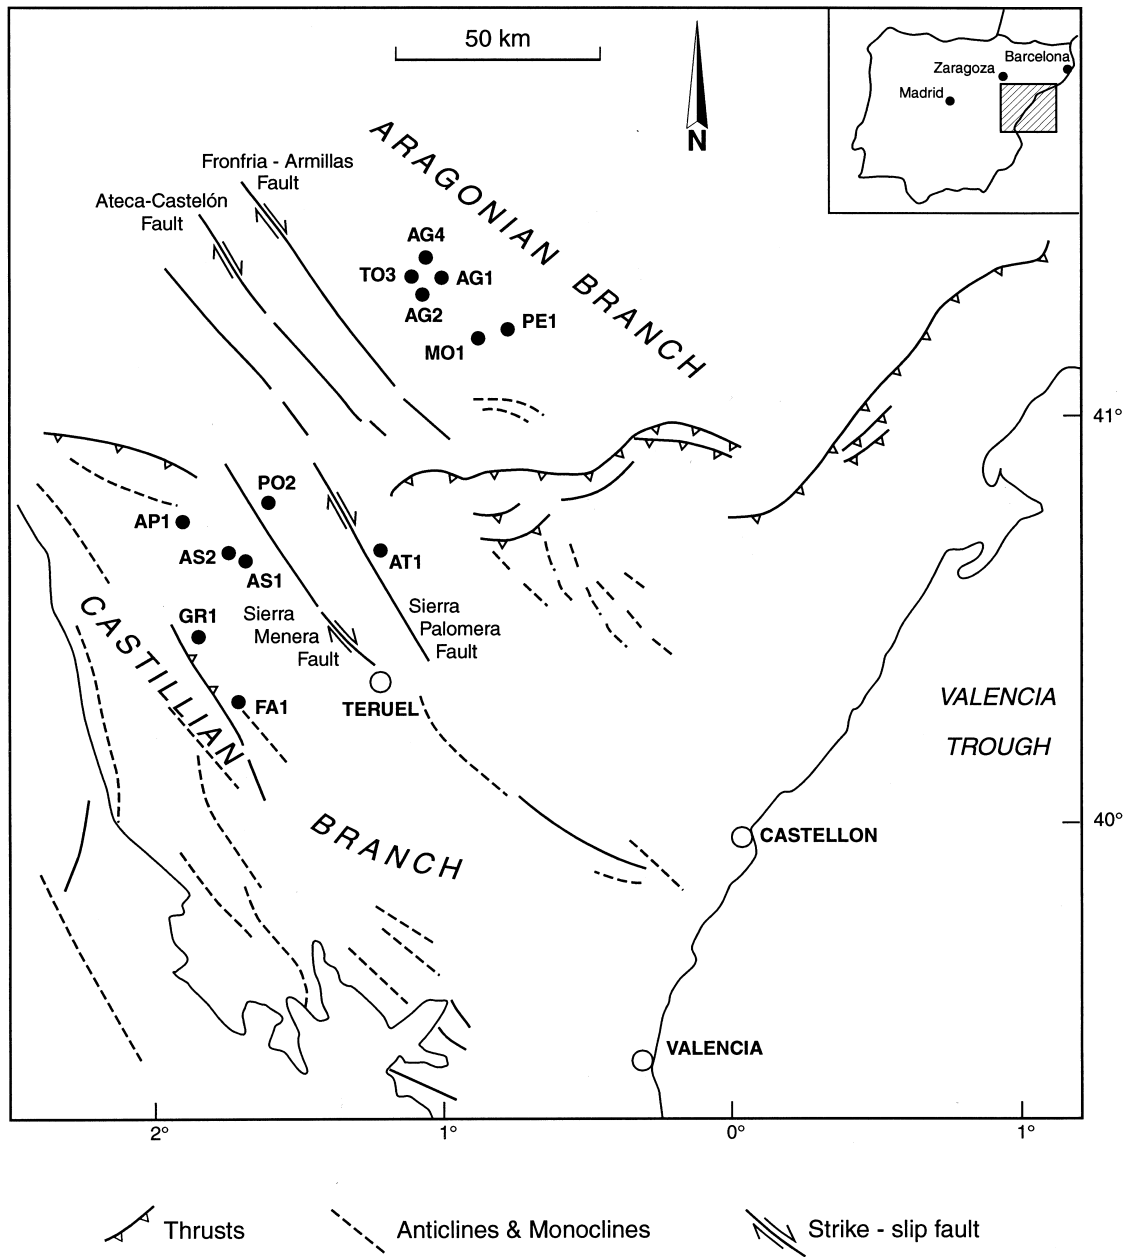 50 km
N
Barcelona
Zaragoza
Madrid
ARAGONIAN BRANCH
Fronfria - Armillas
Fault
Ateca-Castelón
Fault
AG4
TO3
AG1
AG2
PE1
MO1
41°
PO2
AP1
AS2
AS1
AT1
GR1
Sierra
Menera
Fault
Sierra
Palomera
Fault
FA1
TERUEL
CASTILLIAN
BRANCH
VALENCIA
TROUGH
40°
CASTELLON
VALENCIA
2°
1°
0°
1°
Thrusts
Anticlines & Monoclines
Strike - slip fault